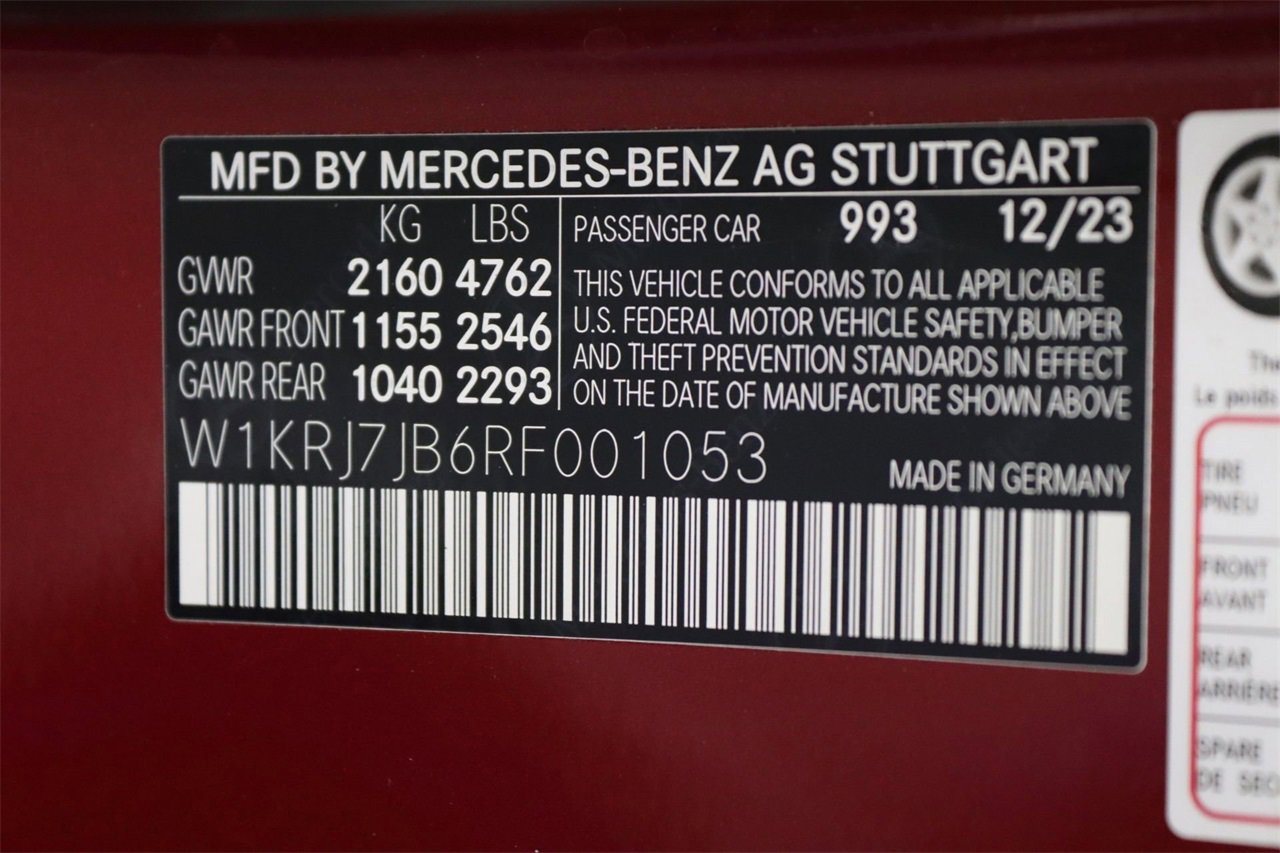 MFD BY MERCEDES-BENZ AG STUTTGART
KG LBS
GVWR 2160 4762
GAWR FRONT 1155 2546
GAWR REAR 1040 2293
PASSENGER CAR 993 12/23
THIS VEHICLE CONFORMS TO ALL APPLICABLE
U.S. FEDERAL MOTOR VEHICLE SAFETY,BUMPER
AND THEFT PREVENTION STANDARDS IN EFFECT
ON THE DATE OF MANUFACTURE SHOWN ABOVE
W1KRJ7JB6RF001053
MADE IN GERMANY
Le poids
TIRE
PNEU
FRONT
AVANT
REAR
SPARE
DE